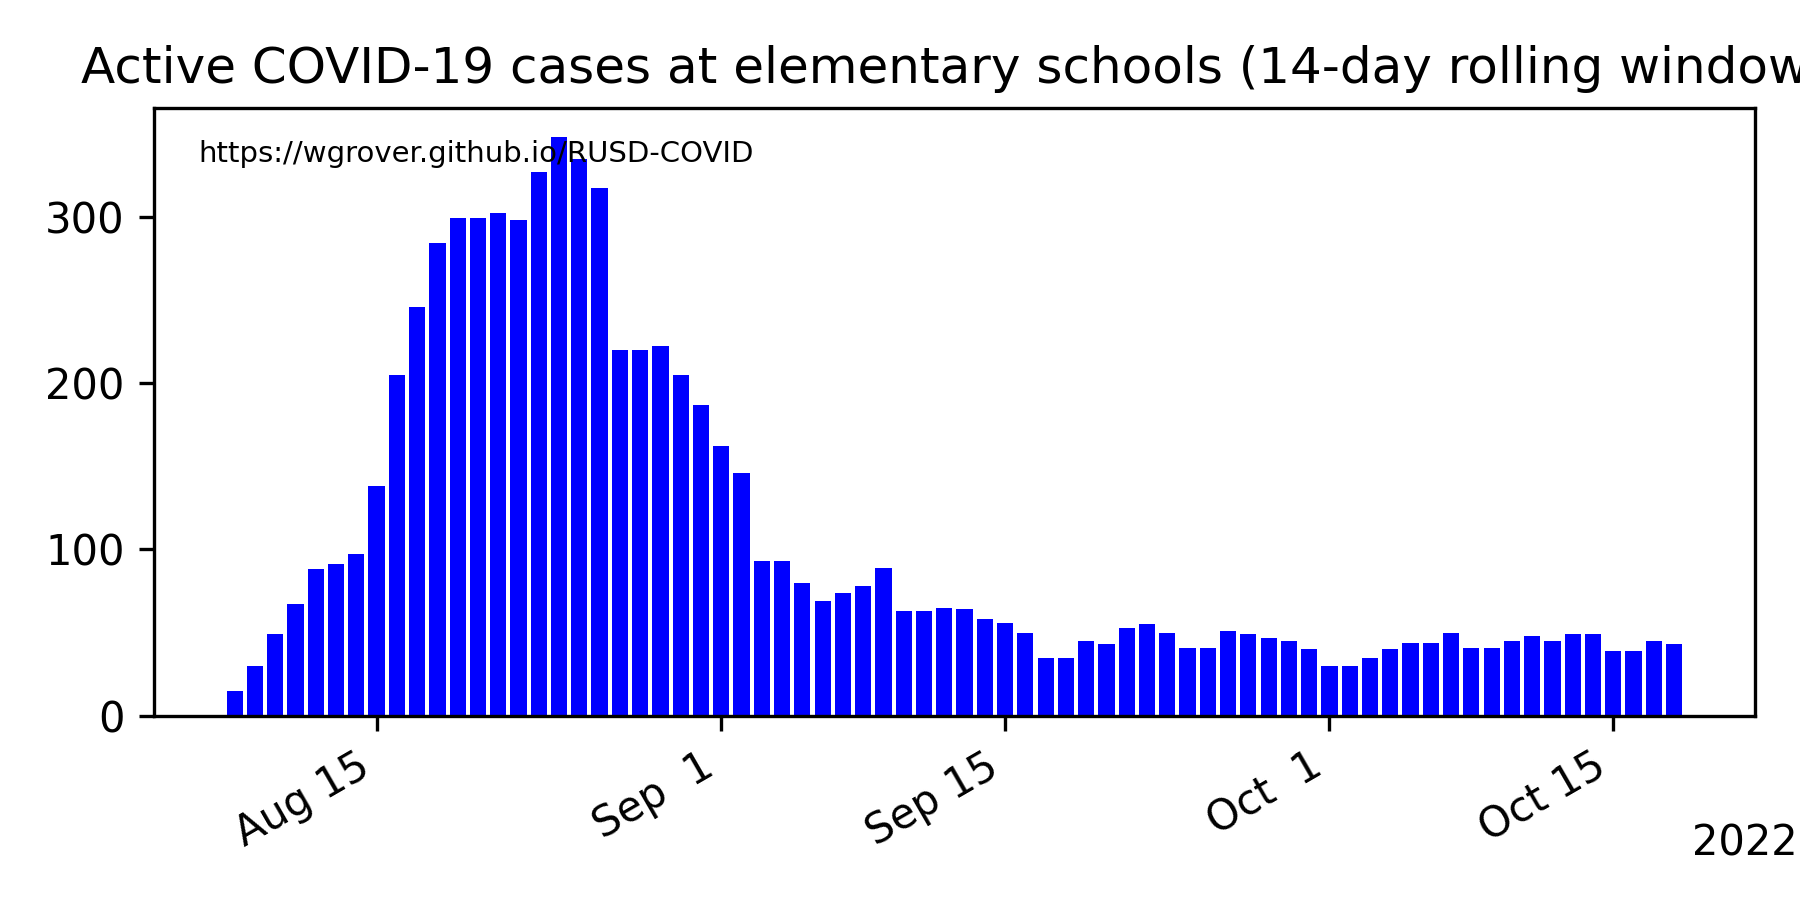 Active COVID-19 cases at elementary schools (14-day rolling window
https://wgrover.github.io/RUSD-COVID
300
200
100
0
Aug 15
Sep 1
Sep 15
Oct 1
Oct 15
2022